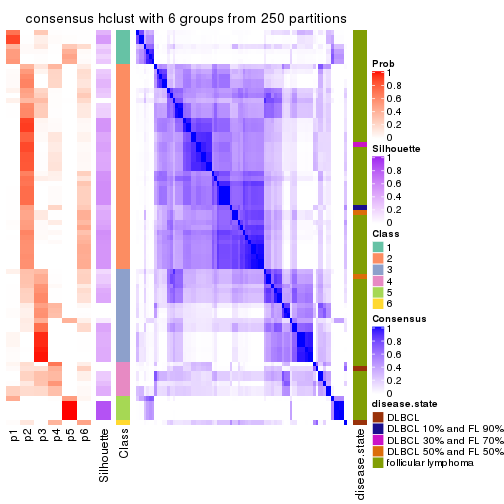 consensus hclust with 6 groups from 250 partitions
Prob
1
0.8
0.6
0.4
0.2
0
Silhouette
1
0.8
0.6
0.4
0.2
0
Class
1
2
3
4
5
6
Consensus
1
0.8
0.6
0.4
0.2
0
disease.state
DLBCL
DLBCL 10% and FL 90%
DLBCL 30% and FL 70%
DLBCL 50% and FL 50%
follicular lymphoma
p1
p2
p3
p4
p5
p6
Silhouette
Class
disease.state